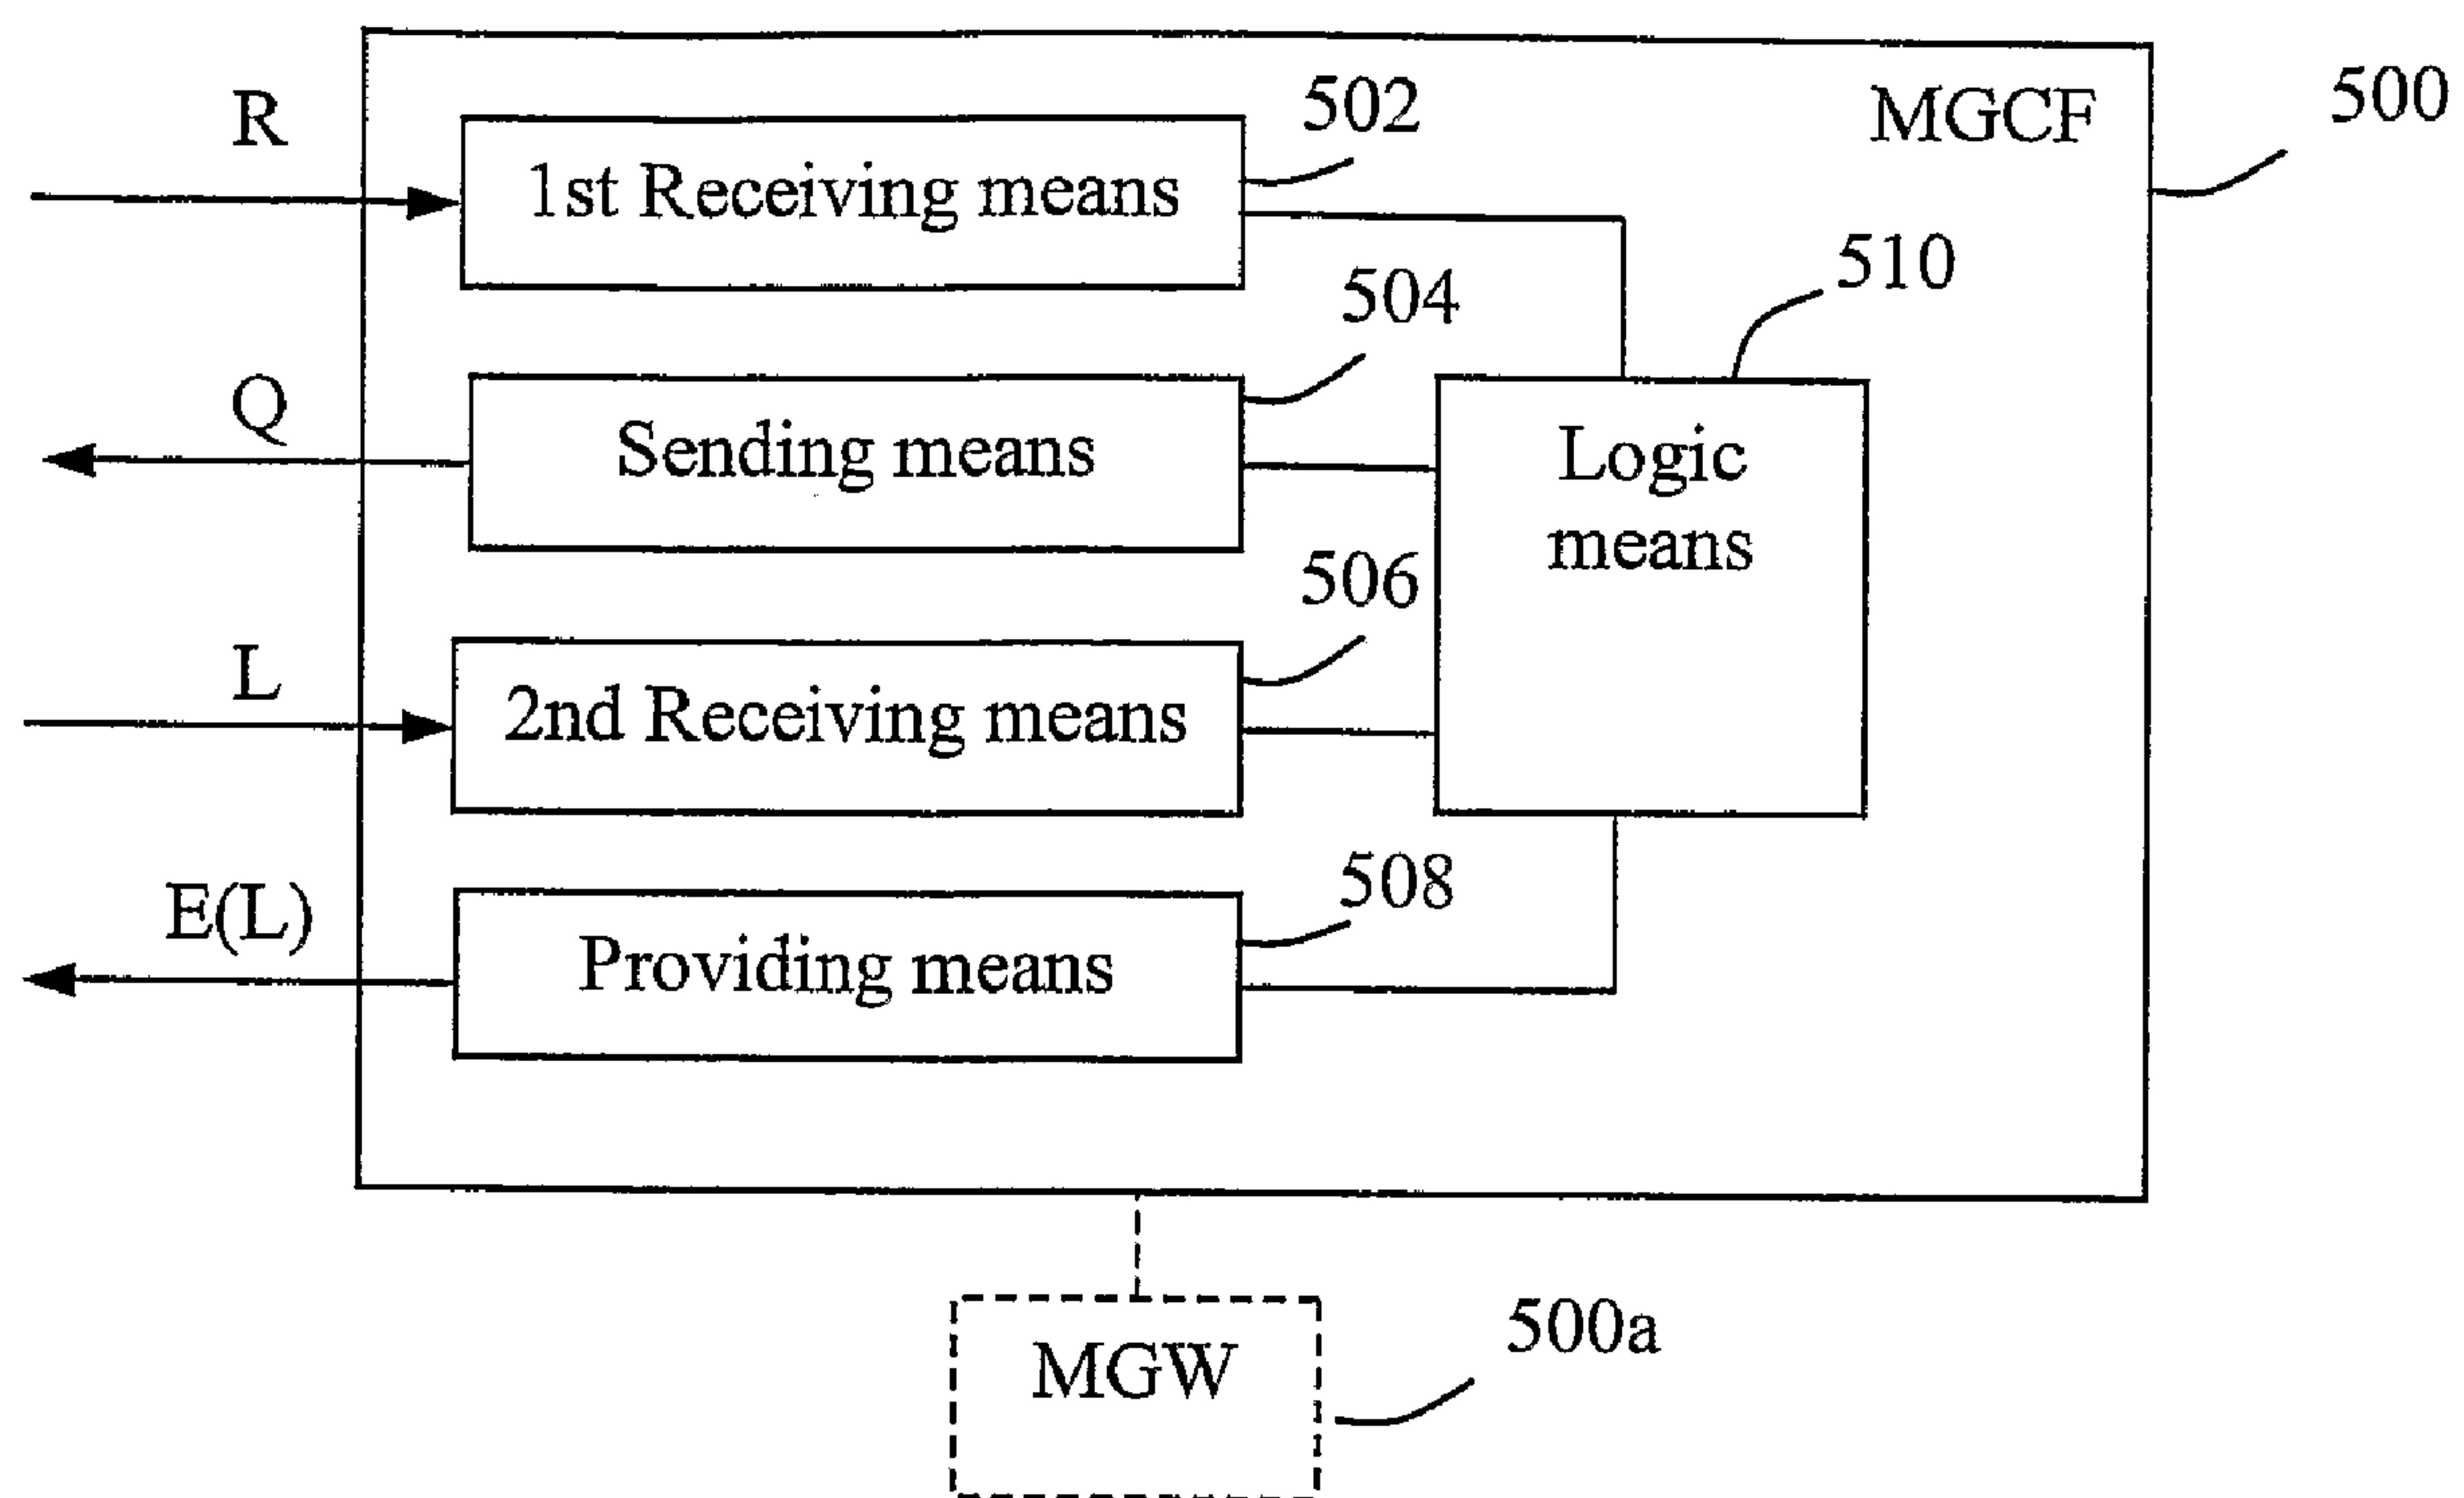 R
502
MGCF
500
1st Receiving means
510
504
Q
Sending means
Logic
means
506
L
2nd Receiving means
508
E(L)
Providing means
500a
MGW